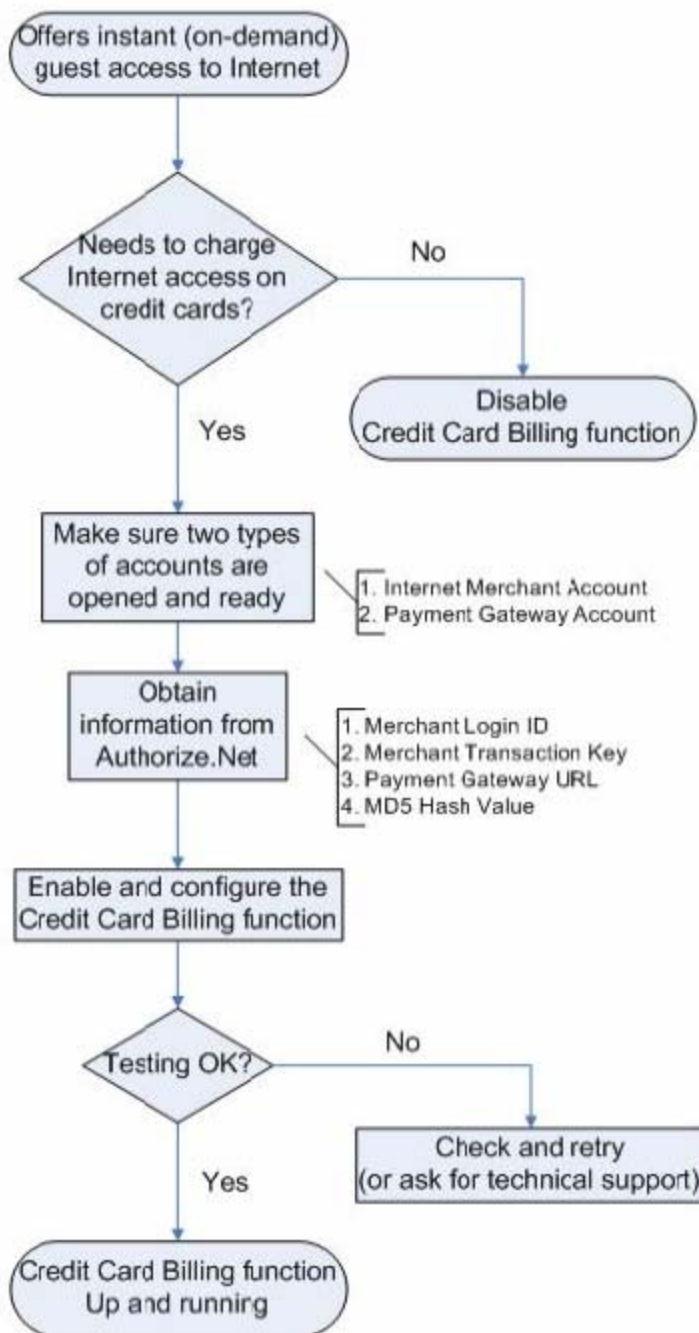 Offers instant (on-demand)
guest access to Internet
Needs to charge
Internet access on
credit cards?
No
Disable
Credit Card Billing function
Yes
Make sure two types
of accounts are
opened and ready
1. Internet Merchant Account
2. Payment Gateway Account
Obtain
information from
Authorize.Net
1. Merchant Login ID
2. Merchant Transaction Key
3. Payment Gateway URL
4. MD5 Hash Value
Enable and configure the
Credit Card Billing function
Testing OK?
No
Check and retry
(or ask for technical support)
Yes
Credit Card Billing function
Up and running